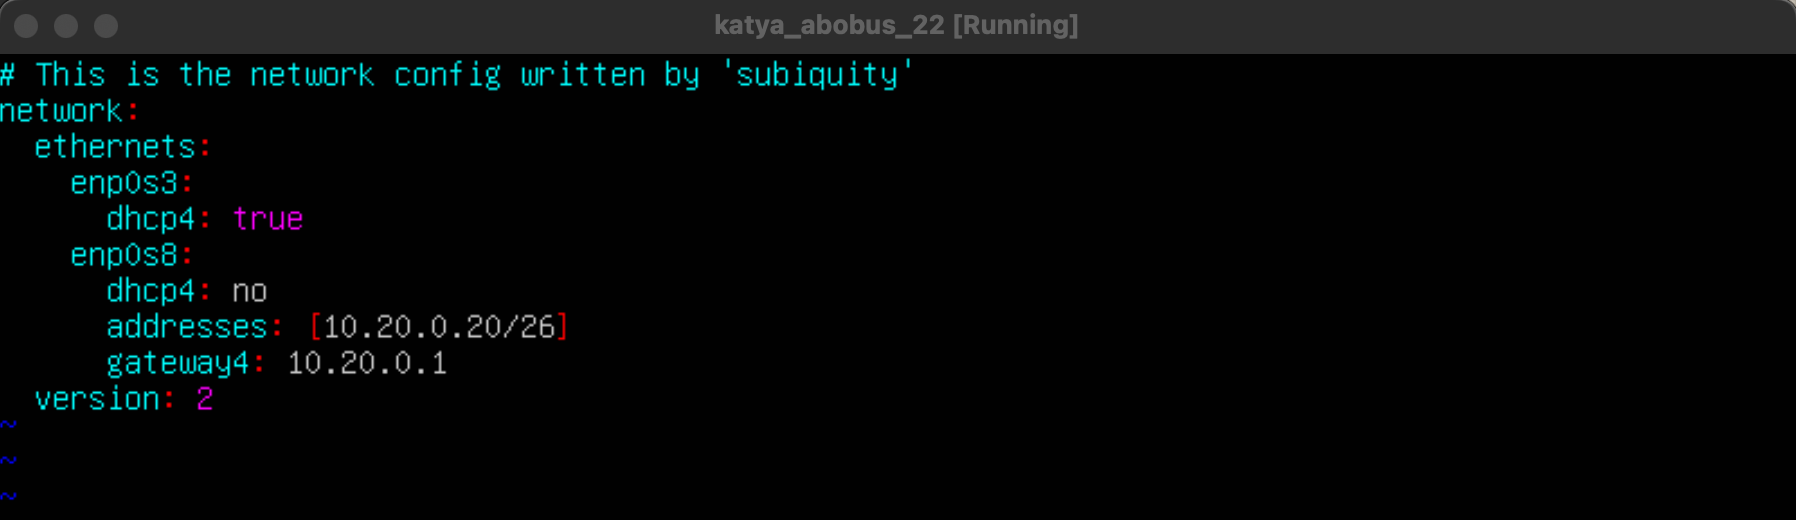 katya_abobus_22 [Running]
# This is the network config written by 'subiquity'
network:
  ethernets:
    enp0s3:
      dhcp4: true
    enp0s8:
      dhcp4: no
      addresses: [10.20.0.20/26]
      gateway4: 10.20.0.1
  version: 2
~
~
~